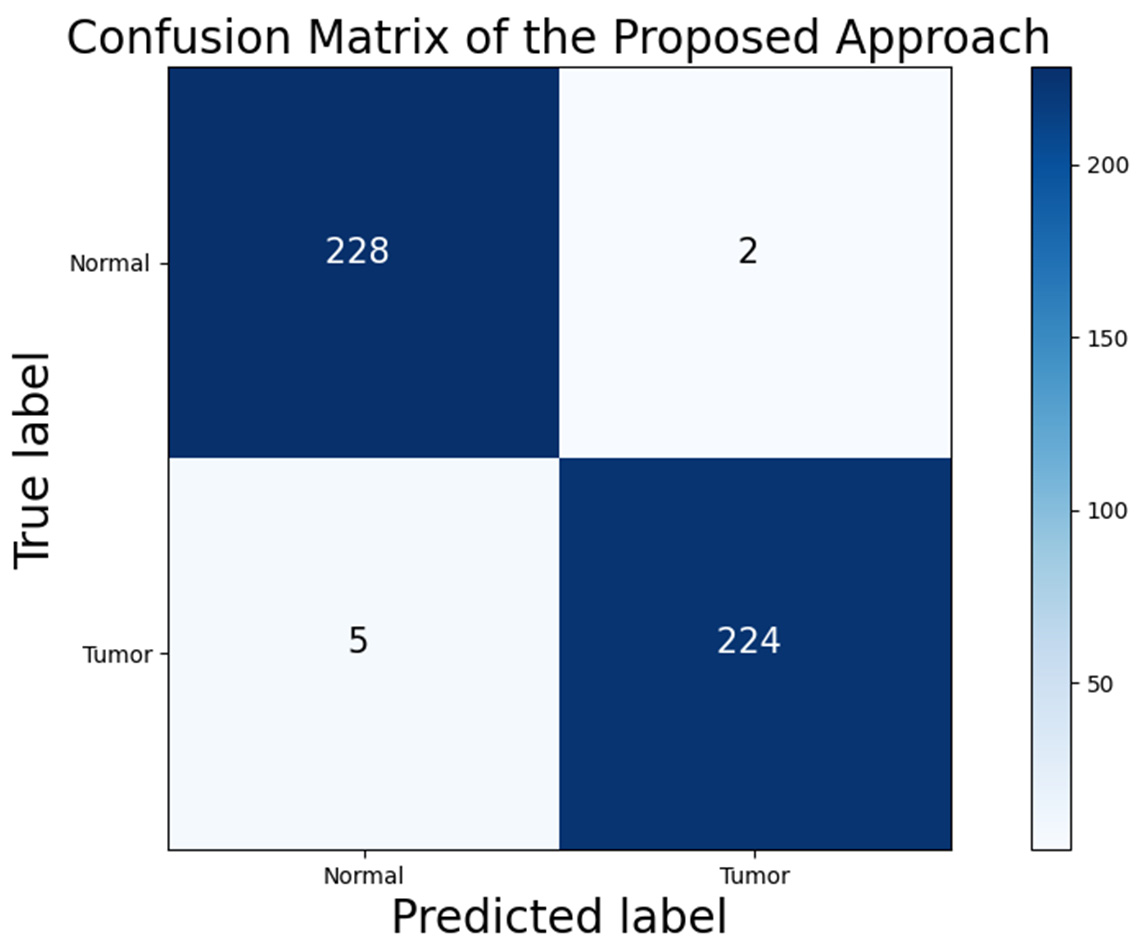 Confusion Matrix of the Proposed Approach
228
2
Normal
5
224
Tumor
True label
Normal
Tumor
Predicted label
200
150
100
50